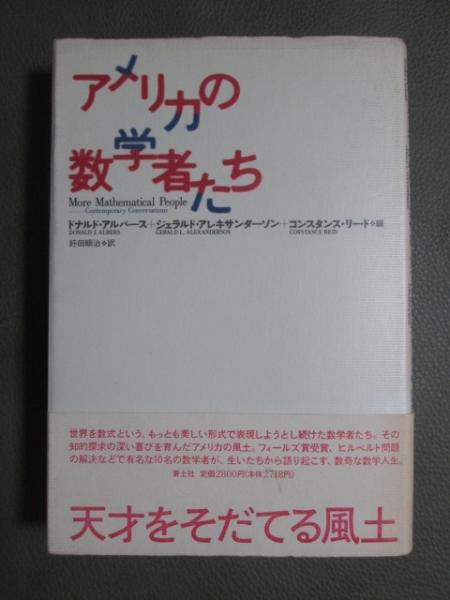 アメリカの
数学者たち
More Mathematical People
Contemporary Conversations
ドナルド・アルバース+ジェラルド・アレキサンダーソン+コンスタンス・リード❖編
DONALD J. ALBERS GERALD L. ALEXANDERSON CONSTANCE REID
好田順治❖訳
世界を数式という、もっとも美しい形式で表現しようとし続けた数学者たち。その
知的探求の深い喜びを育んだアメリカの風土。フィールズ賞受賞、ヒルベルト問題
の解決などで有名な10名の数学者が、生いたちから語り起こす、数奇な数学人生。
青土社 定価2800円(本体2718円)
天才をそだてる風土